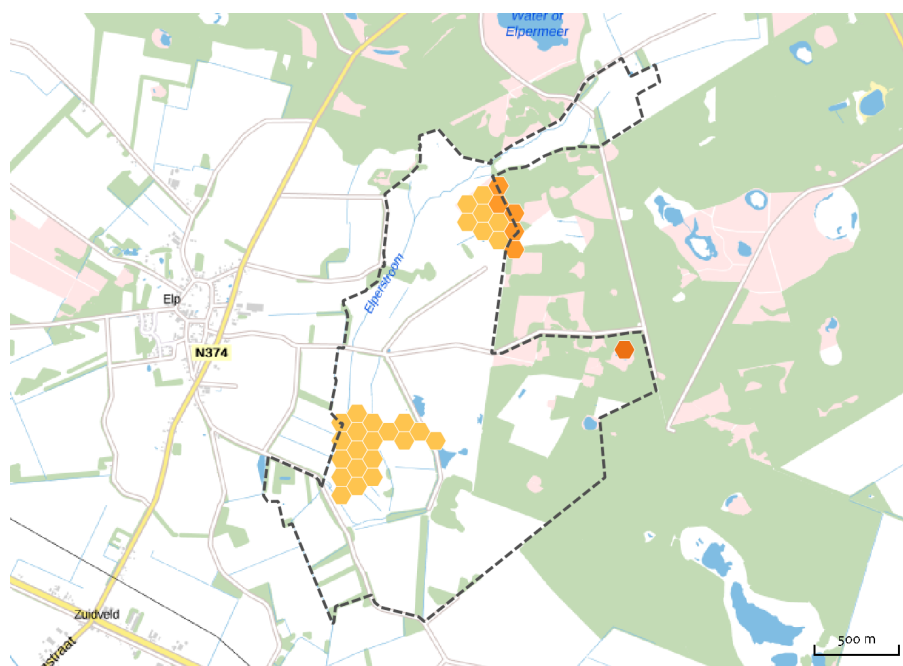 Water of
Elpermeer
Elperstroom
Elp
N374
Zuidveld
straat
500 m